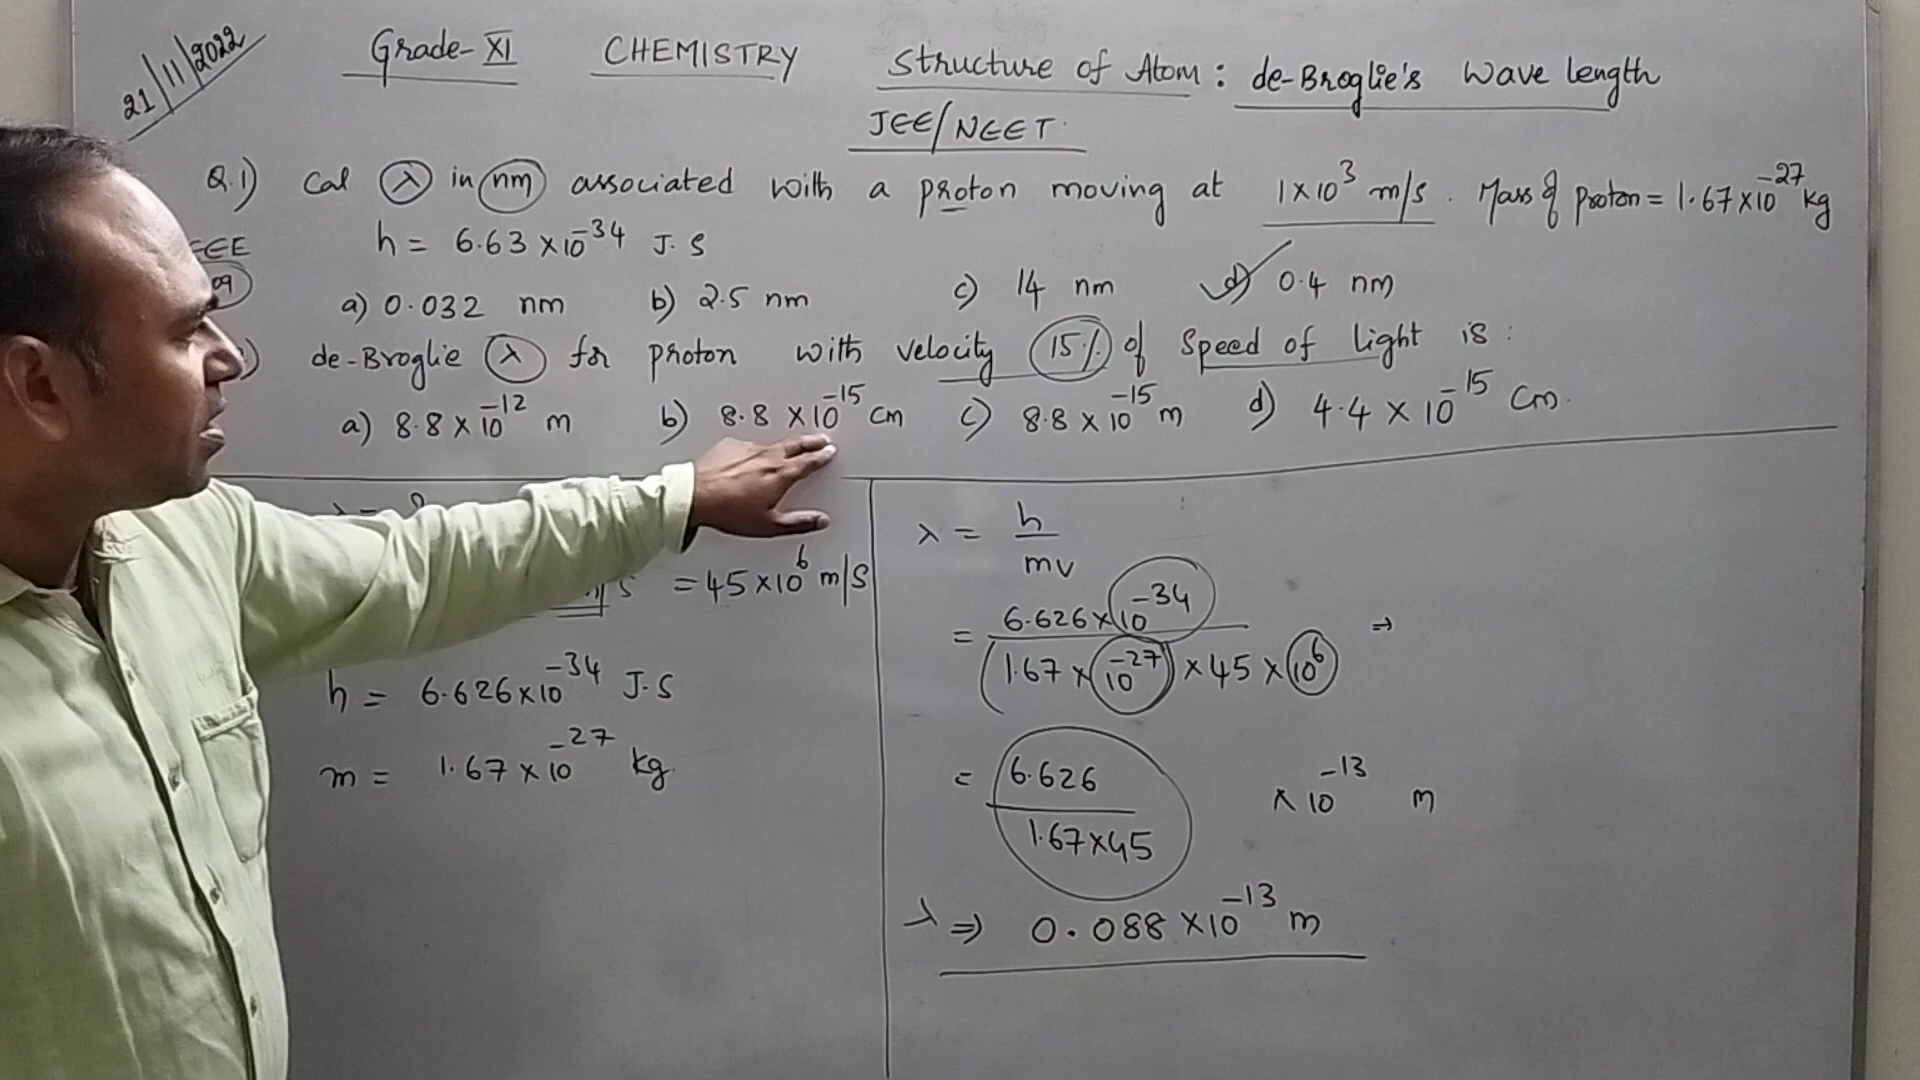 21/11/2022
Grade-XI CHEMISTRY Structure of Atom: de-Broglie's Wave length
JEE/NEET.
Q.1) Cal λ in nm associated with a proton moving at 1×10³ m/s. Mass of proton = 1.67×10⁻²⁷ kg
h = 6.63×10⁻³⁴ J.S
09
a) 0.032 nm b) 2.5 nm c) 14 nm d) 0.4 nm
) de-Broglie λ for proton with velocity 15% of Speed of light is:
a) 8.8×10⁻¹² m b) 8.8×10⁻¹⁵ cm c) 8.8×10⁻¹⁵ m d) 4.4×10⁻¹⁵ cm.
= 45×10⁶ m/s
h = 6.626×10⁻³⁴ J.S
m = 1.67×10⁻²⁷ kg.
λ = h/mv
= 6.626×10⁻³⁴ ⇒
(1.67×10⁻²⁷)×45×10⁶
= 6.626/1.67×45 ×10⁻¹³ m
λ ⇒ 0.088×10⁻¹³ m